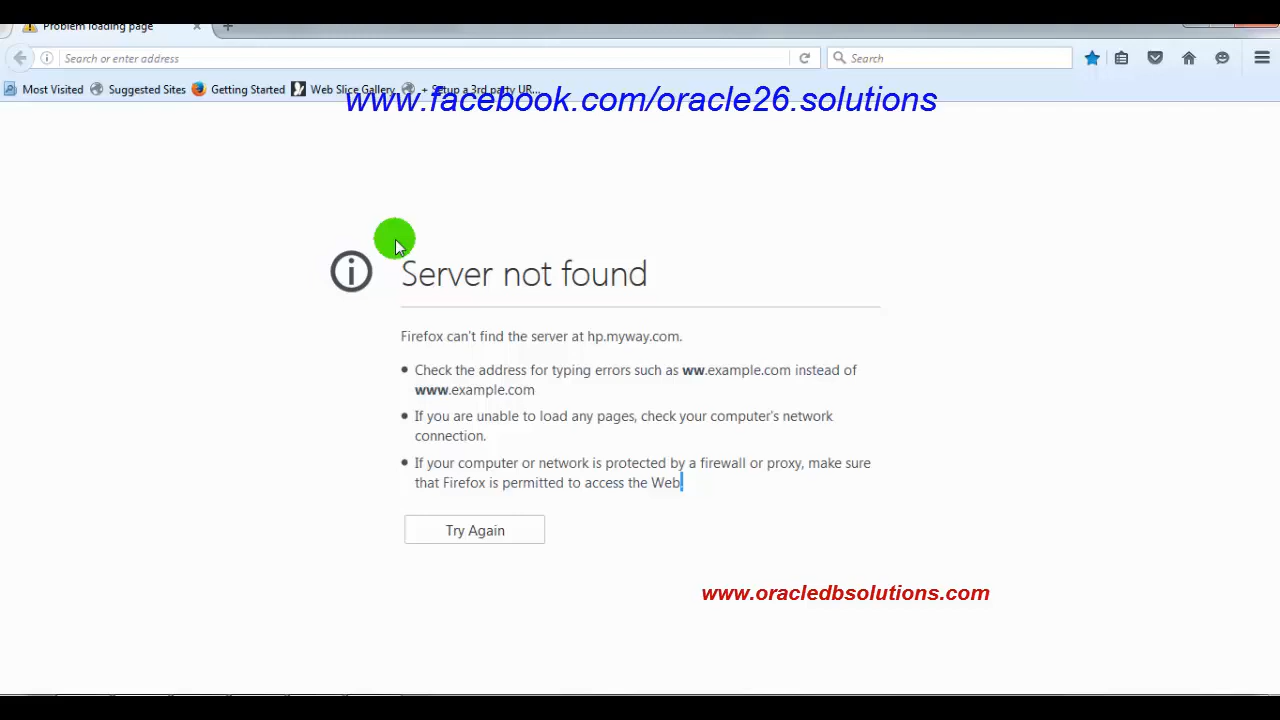 Problem loading page
Search or enter address
Search
Most Visited Suggested Sites Getting Started Web Slice Gallery + Setup a 3rd party UR...
www.facebook.com/oracle26.solutions
Server not found
Firefox can't find the server at hp.myway.com.
Check the address for typing errors such as ww.example.com instead of
www.example.com
If you are unable to load any pages, check your computer's network
connection.
If your computer or network is protected by a firewall or proxy, make sure
that Firefox is permitted to access the Web.
Try Again
www.oracledbsolutions.com